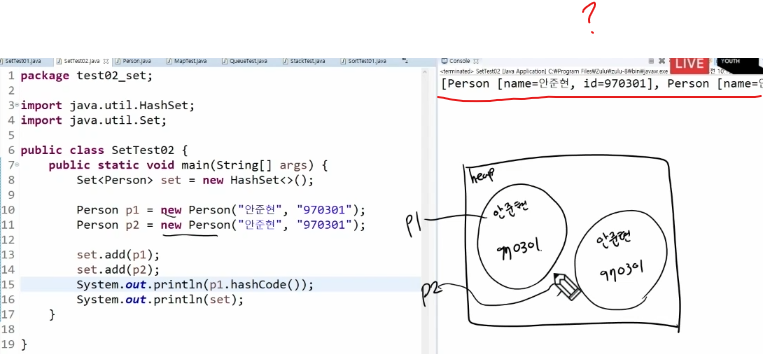 ?
SetTest01.java SetTest02.java Person.java MapTest.java QueueTest.java StackTest.java SortTest01.java
1 package test02_set;
2
3 import java.util.HashSet;
4 import java.util.Set;
5
6 public class SetTest02 {
7 public static void main(String[] args) {
8 Set<Person> set = new HashSet<>();
9
10 Person p1 = new Person("안준현", "970301");
11 Person p2 = new Person("안준현", "970301");
12
13 set.add(p1);
14 set.add(p2);
15 System.out.println(p1.hashCode());
16 System.out.println(set);
17 }
18
19 }
Console
LIVE
YOUTH
<terminated> SetTest02 [Java Application] C:\Program Files\Zulu\zulu-8\bin\javaw.exe
[Person [name=안준현, id=970301], Person [name=안
heap
P1
안준현
970301
안준현
970301
P2